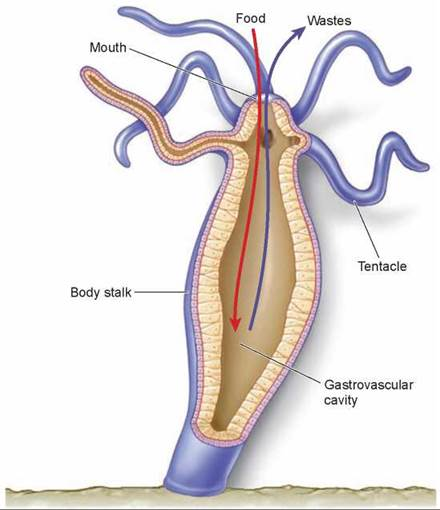 Food
Wastes
Mouth
Tentacle
Body stalk
Gastrovascular
cavity